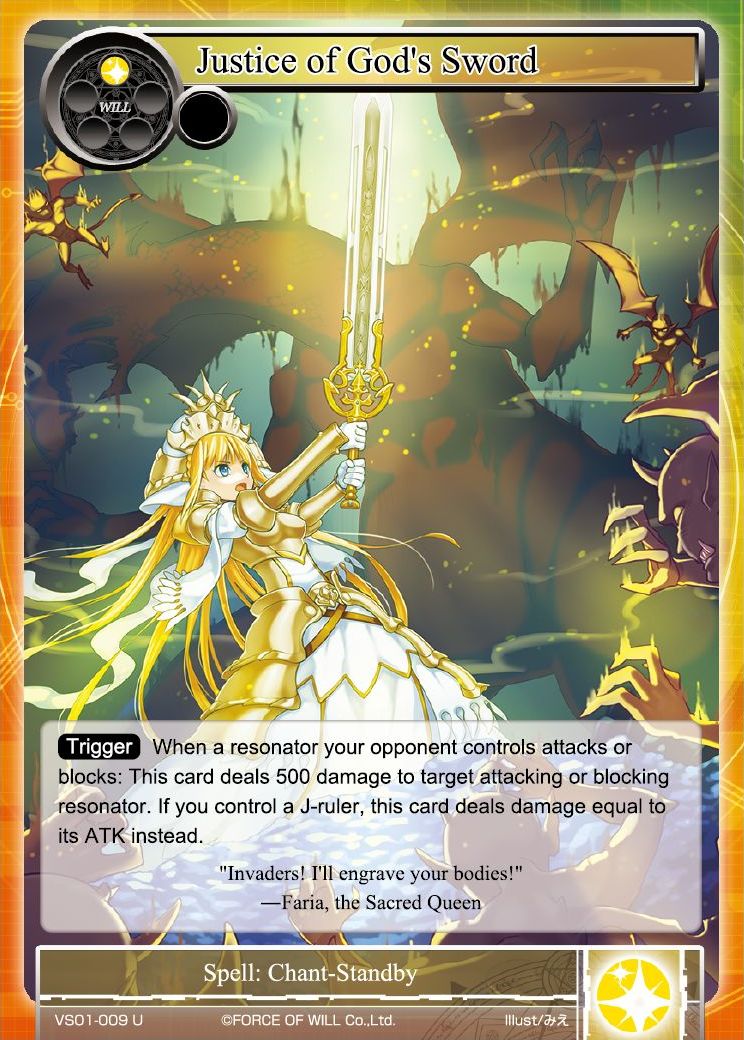 Justice of God's Sword
WILL
Trigger When a resonator your opponent controls attacks or
blocks: This card deals 500 damage to target attacking or blocking
resonator. If you control a J-ruler, this card deals damage equal to
its ATK instead.
"Invaders! I'll engrave your bodies!"
—Faria, the Sacred Queen
Spell: Chant-Standby
VS01-009 U ©FORCE OF WILL Co.,Ltd. Illust/みえ